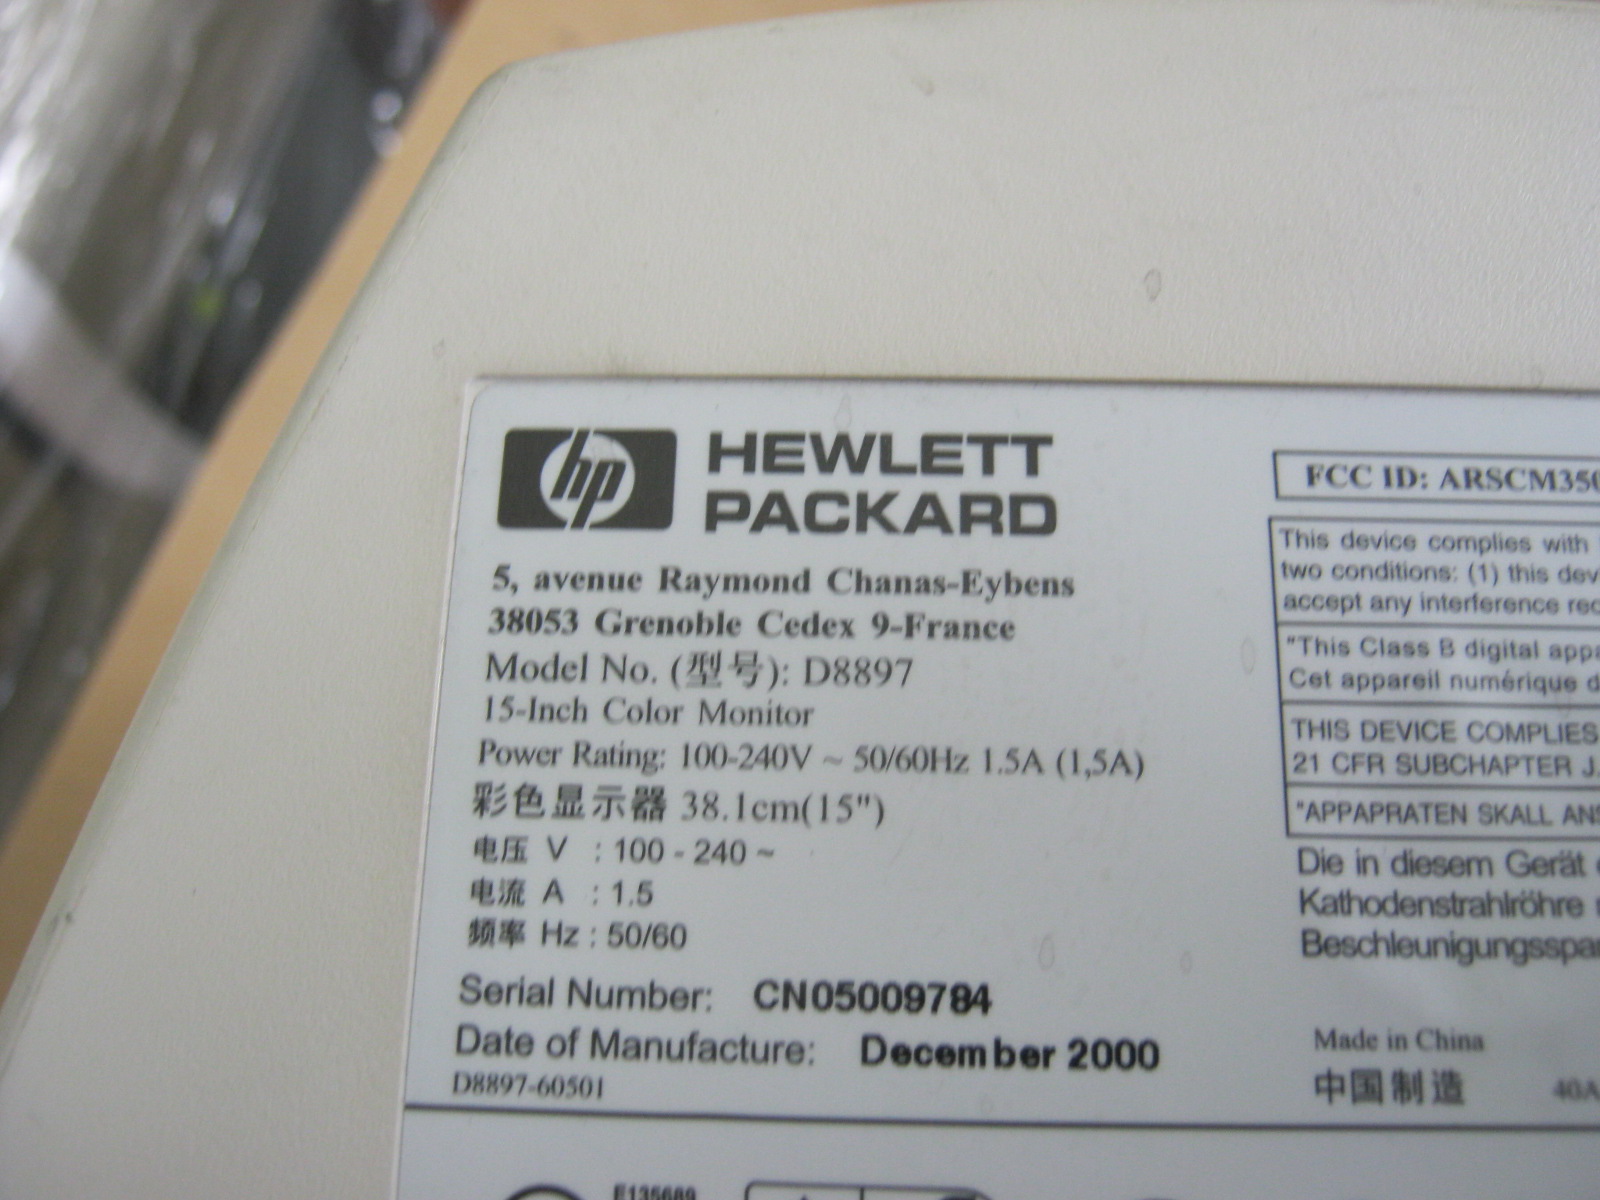 hp HEWLETT
PACKARD
5, avenue Raymond Chanas-Eybens
38053 Grenoble Cedex 9-France
Model No. (型号): D8897
15-Inch Color Monitor
Power Rating: 100-240V ~ 50/60Hz 1.5A (1,5A)
彩色显示器 38.1cm(15")
电压 V : 100 - 240 ~
电流 A : 1.5
频率 Hz : 50/60
Serial Number: CN05009784
Date of Manufacture: December 2000
D8897-60501
FCC ID: ARSCM350
This device complies with
two conditions: (1) this dev
accept any interference rec
"This Class B digital appa
Cet appareil numérique d
THIS DEVICE COMPLIES
21 CFR SUBCHAPTER J.
"APPAPRATEN SKALL ANS
Die in diesem Gerät
Kathodenstrahlröhre
Beschleunigungsspan
Made in China
中国制造
40A
E135689